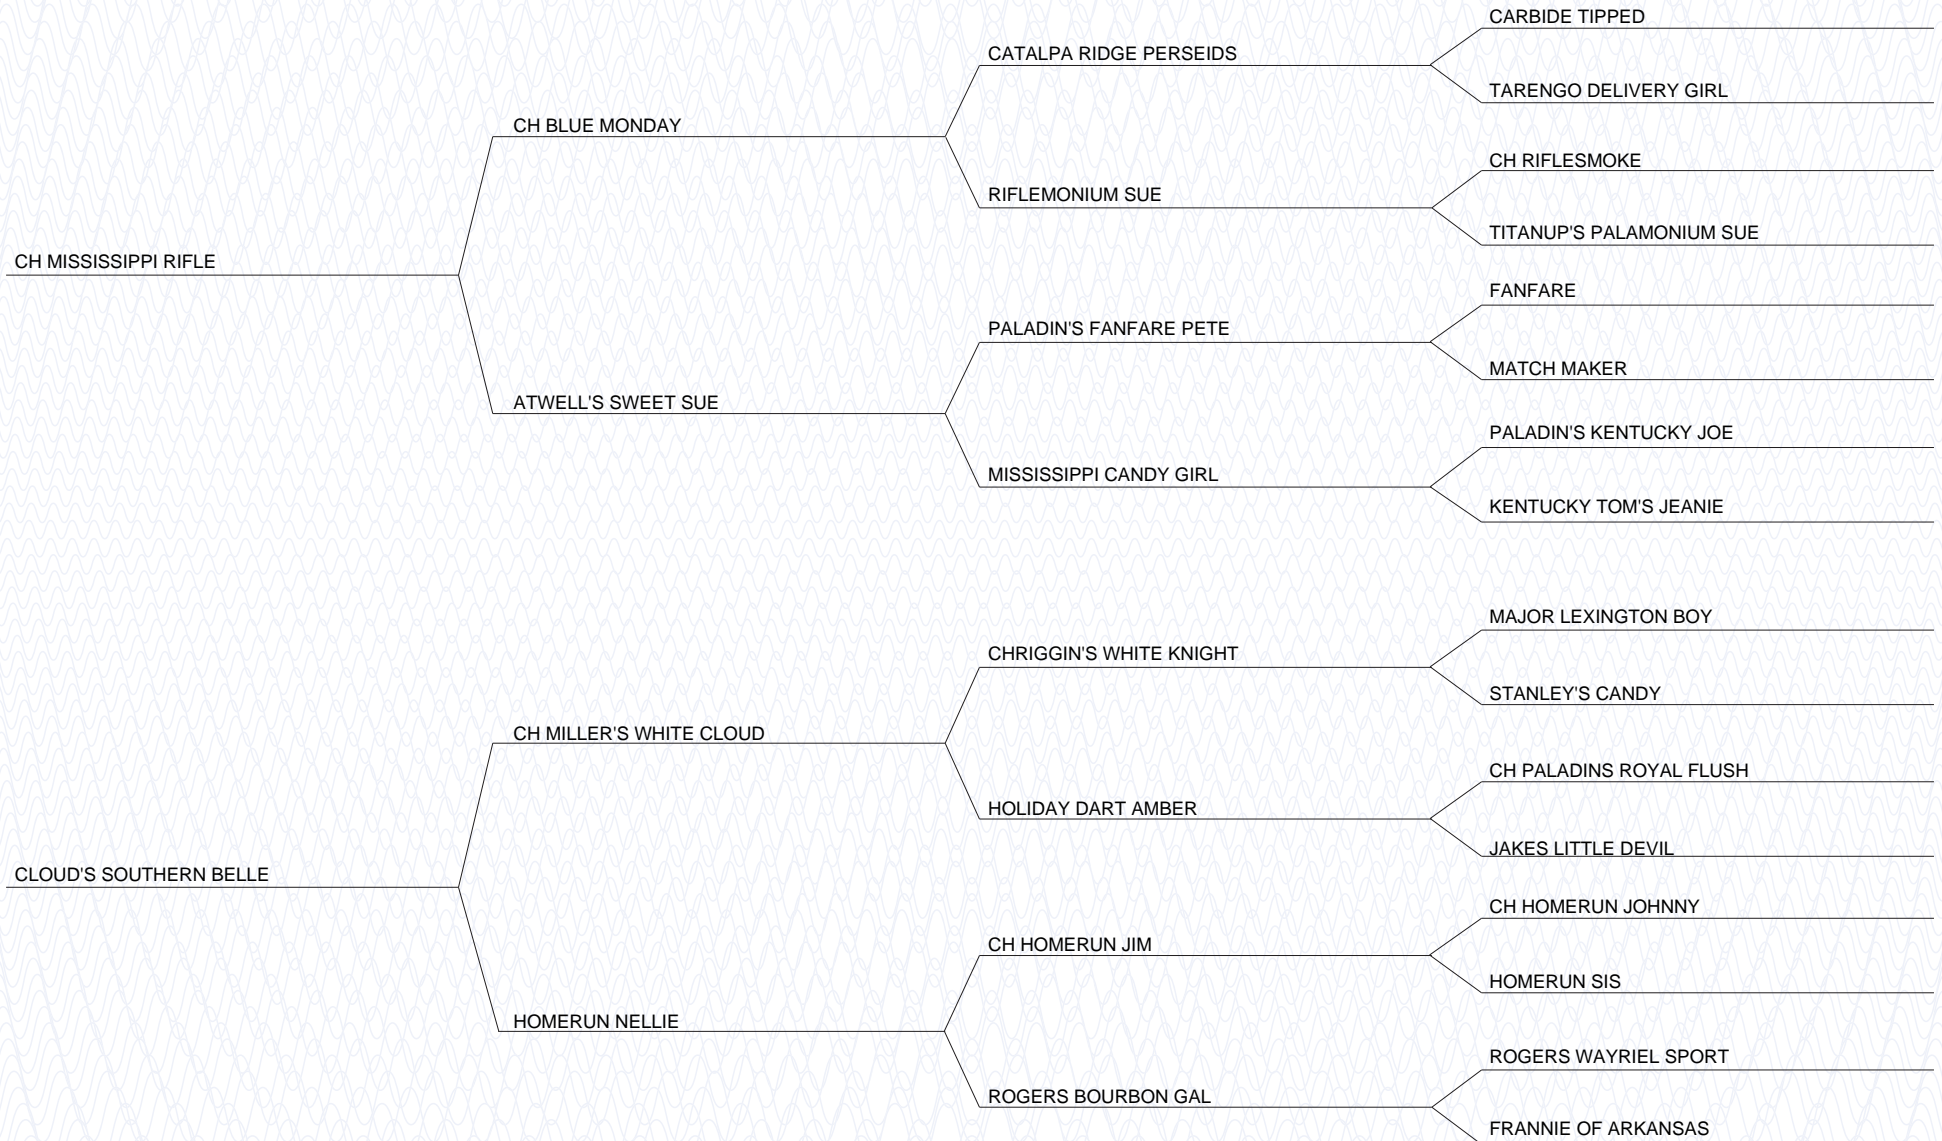 CARBIDE TIPPED
CATALPA RIDGE PERSEIDS
TARENGO DELIVERY GIRL
CH BLUE MONDAY
CH RIFLESMOKE
RIFLEMONIUM SUE
TITANUP'S PALAMONIUM SUE
CH MISSISSIPPI RIFLE
FANFARE
PALADIN'S FANFARE PETE
MATCH MAKER
ATWELL'S SWEET SUE
PALADIN'S KENTUCKY JOE
MISSISSIPPI CANDY GIRL
KENTUCKY TOM'S JEANIE
MAJOR LEXINGTON BOY
CHRIGGIN'S WHITE KNIGHT
STANLEY'S CANDY
CH MILLER'S WHITE CLOUD
CH PALADINS ROYAL FLUSH
HOLIDAY DART AMBER
JAKES LITTLE DEVIL
CLOUD'S SOUTHERN BELLE
CH HOMERUN JOHNNY
CH HOMERUN JIM
HOMERUN SIS
HOMERUN NELLIE
ROGERS WAYRIEL SPORT
ROGERS BOURBON GAL
FRANNIE OF ARKANSAS